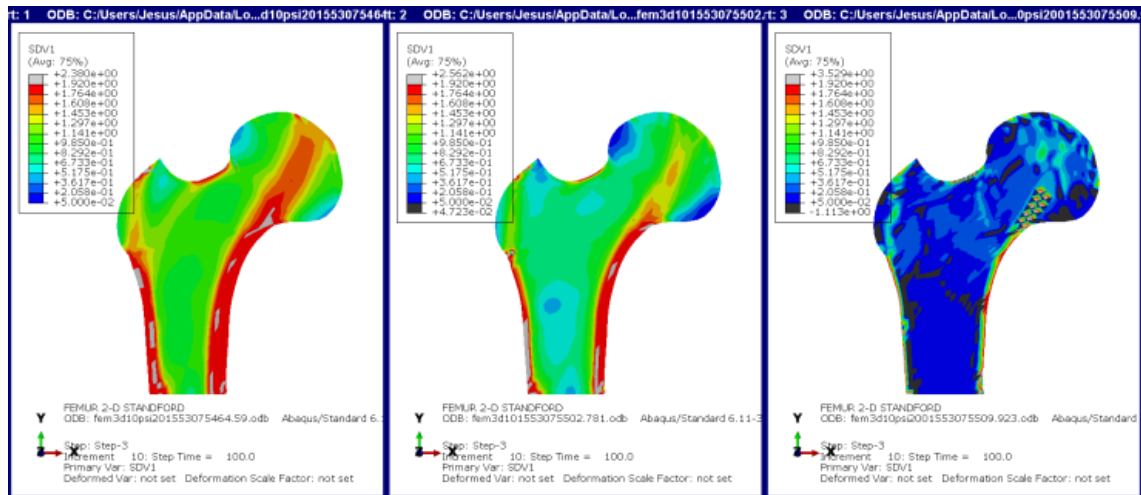 rt: 1 ODB: C:/Users/Jesus/AppData/Lo...d10psi201553075464
SDV1
(Avg: 75%)
+2.380e+00
+1.920e+00
+1.764e+00
+1.608e+00
+1.453e+00
+1.297e+00
+1.141e+00
+9.850e-01
+8.292e-01
+6.733e-01
+5.175e-01
+3.617e-01
+2.058e-01
+5.000e-02
FEMUR 2-D STANDFORD
ODB: fem3d10psi201553075464.59.odb Abaqus/Standard 6.1
Step: Step-3
Increment 10: Step Time = 100.0
Primary Var: SDV1
Deformed Var: not set Deformation Scale Factor: not set
Y
Z X
rt: 2 ODB: C:/Users/Jesus/AppData/Lo...fem3d101553075502.
SDV1
(Avg: 75%)
+2.562e+00
+1.920e+00
+1.764e+00
+1.608e+00
+1.453e+00
+1.297e+00
+1.141e+00
+9.850e-01
+8.292e-01
+6.733e-01
+5.175e-01
+3.617e-01
+2.058e-01
+5.000e-02
+4.723e-02
FEMUR 2-D STANDFORD
ODB: fem3d101553075502.781.odb Abaqus/Standard 6.11-3
Step: Step-3
Increment 10: Step Time = 100.0
Primary Var: SDV1
Deformed Var: not set Deformation Scale Factor: not set
Y
Z X
rt: 3 ODB: C:/Users/Jesus/AppData/Lo...0psi2001553075509.
SDV1
(Avg: 75%)
+3.529e+00
+1.920e+00
+1.764e+00
+1.608e+00
+1.453e+00
+1.297e+00
+1.141e+00
+9.850e-01
+8.292e-01
+6.733e-01
+5.175e-01
+3.617e-01
+2.058e-01
+5.000e-02
-1.113e+00
FEMUR 2-D STANDFORD
ODB: fem3d10psi2001553075509.923.odb Abaqus/Stand
Step: Step-3
Increment 10: Step Time = 100.0
Primary Var: SDV1
Deformed Var: not set Deformation Scale Factor: not set
Y
Z X